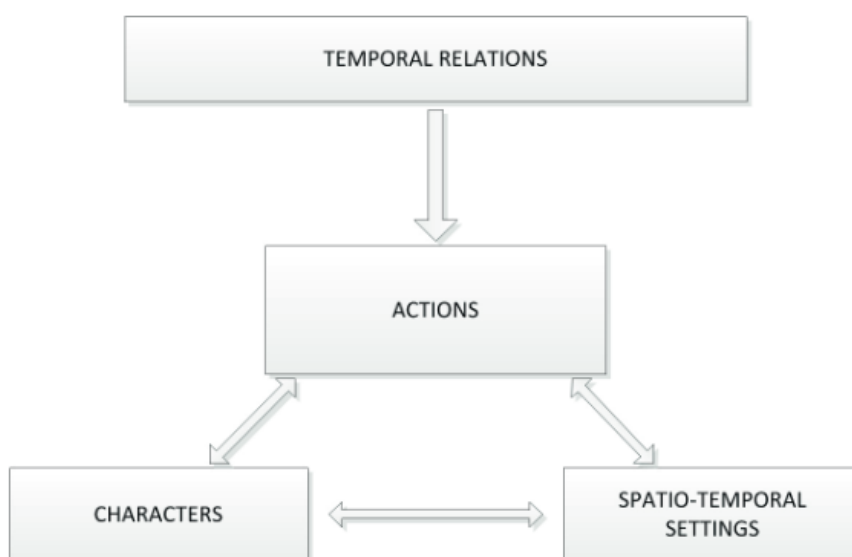 TEMPORAL RELATIONS
ACTIONS
CHARACTERS
SPATIO-TEMPORAL
SETTINGS